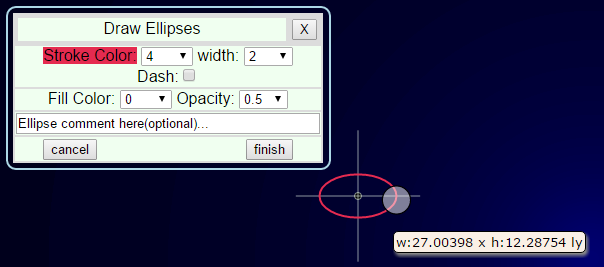 Draw Ellipses X
Stroke Color: 4 width: 2
Dash:
Fill Color: 0 Opacity: 0.5
Ellipse comment here(optional)...
cancel finish
w:27.00398 x h:12.28754 ly